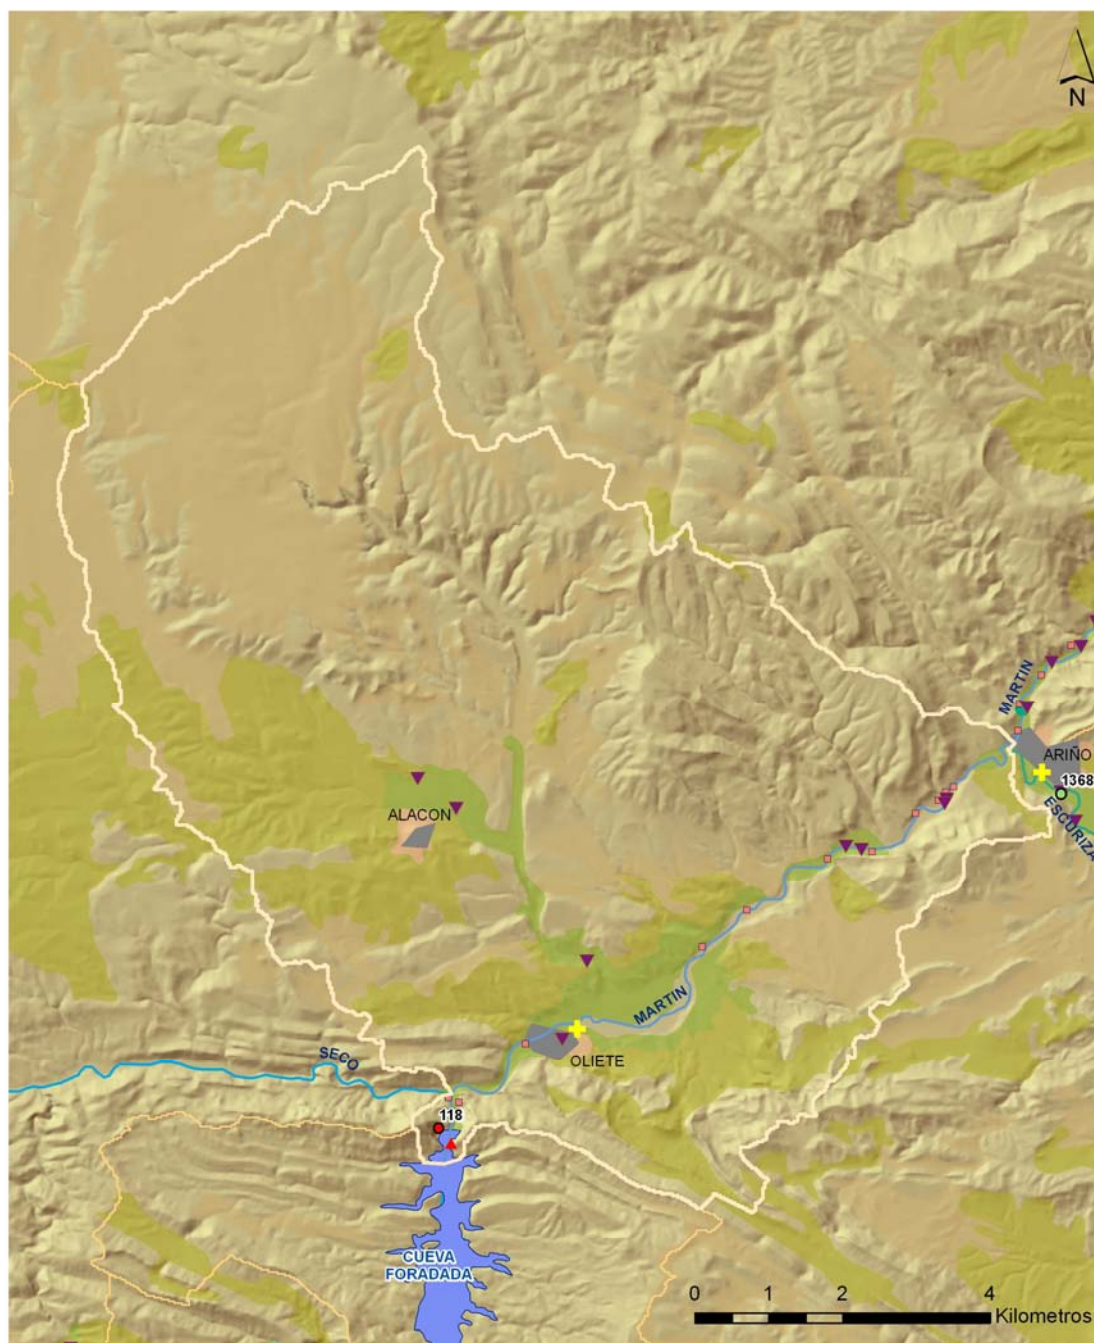 N
MARTIN
ARIÑO
1368
ESCURIZA
ALACON
MARTIN
OLIETE
SECO
118
CUEVA
FORADADA
0 1 2 4
Kilometros